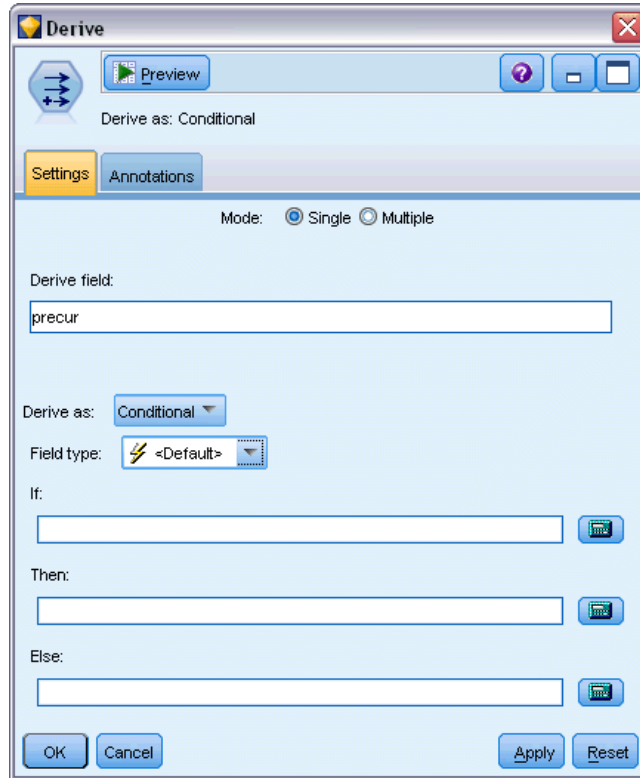 Derive
Preview
Derive as: Conditional
Settings Annotations
Mode: Single Multiple
Derive field:
precur
Derive as: Conditional
Field type: <Default>
If:
Then:
Else:
OK Cancel Apply Reset